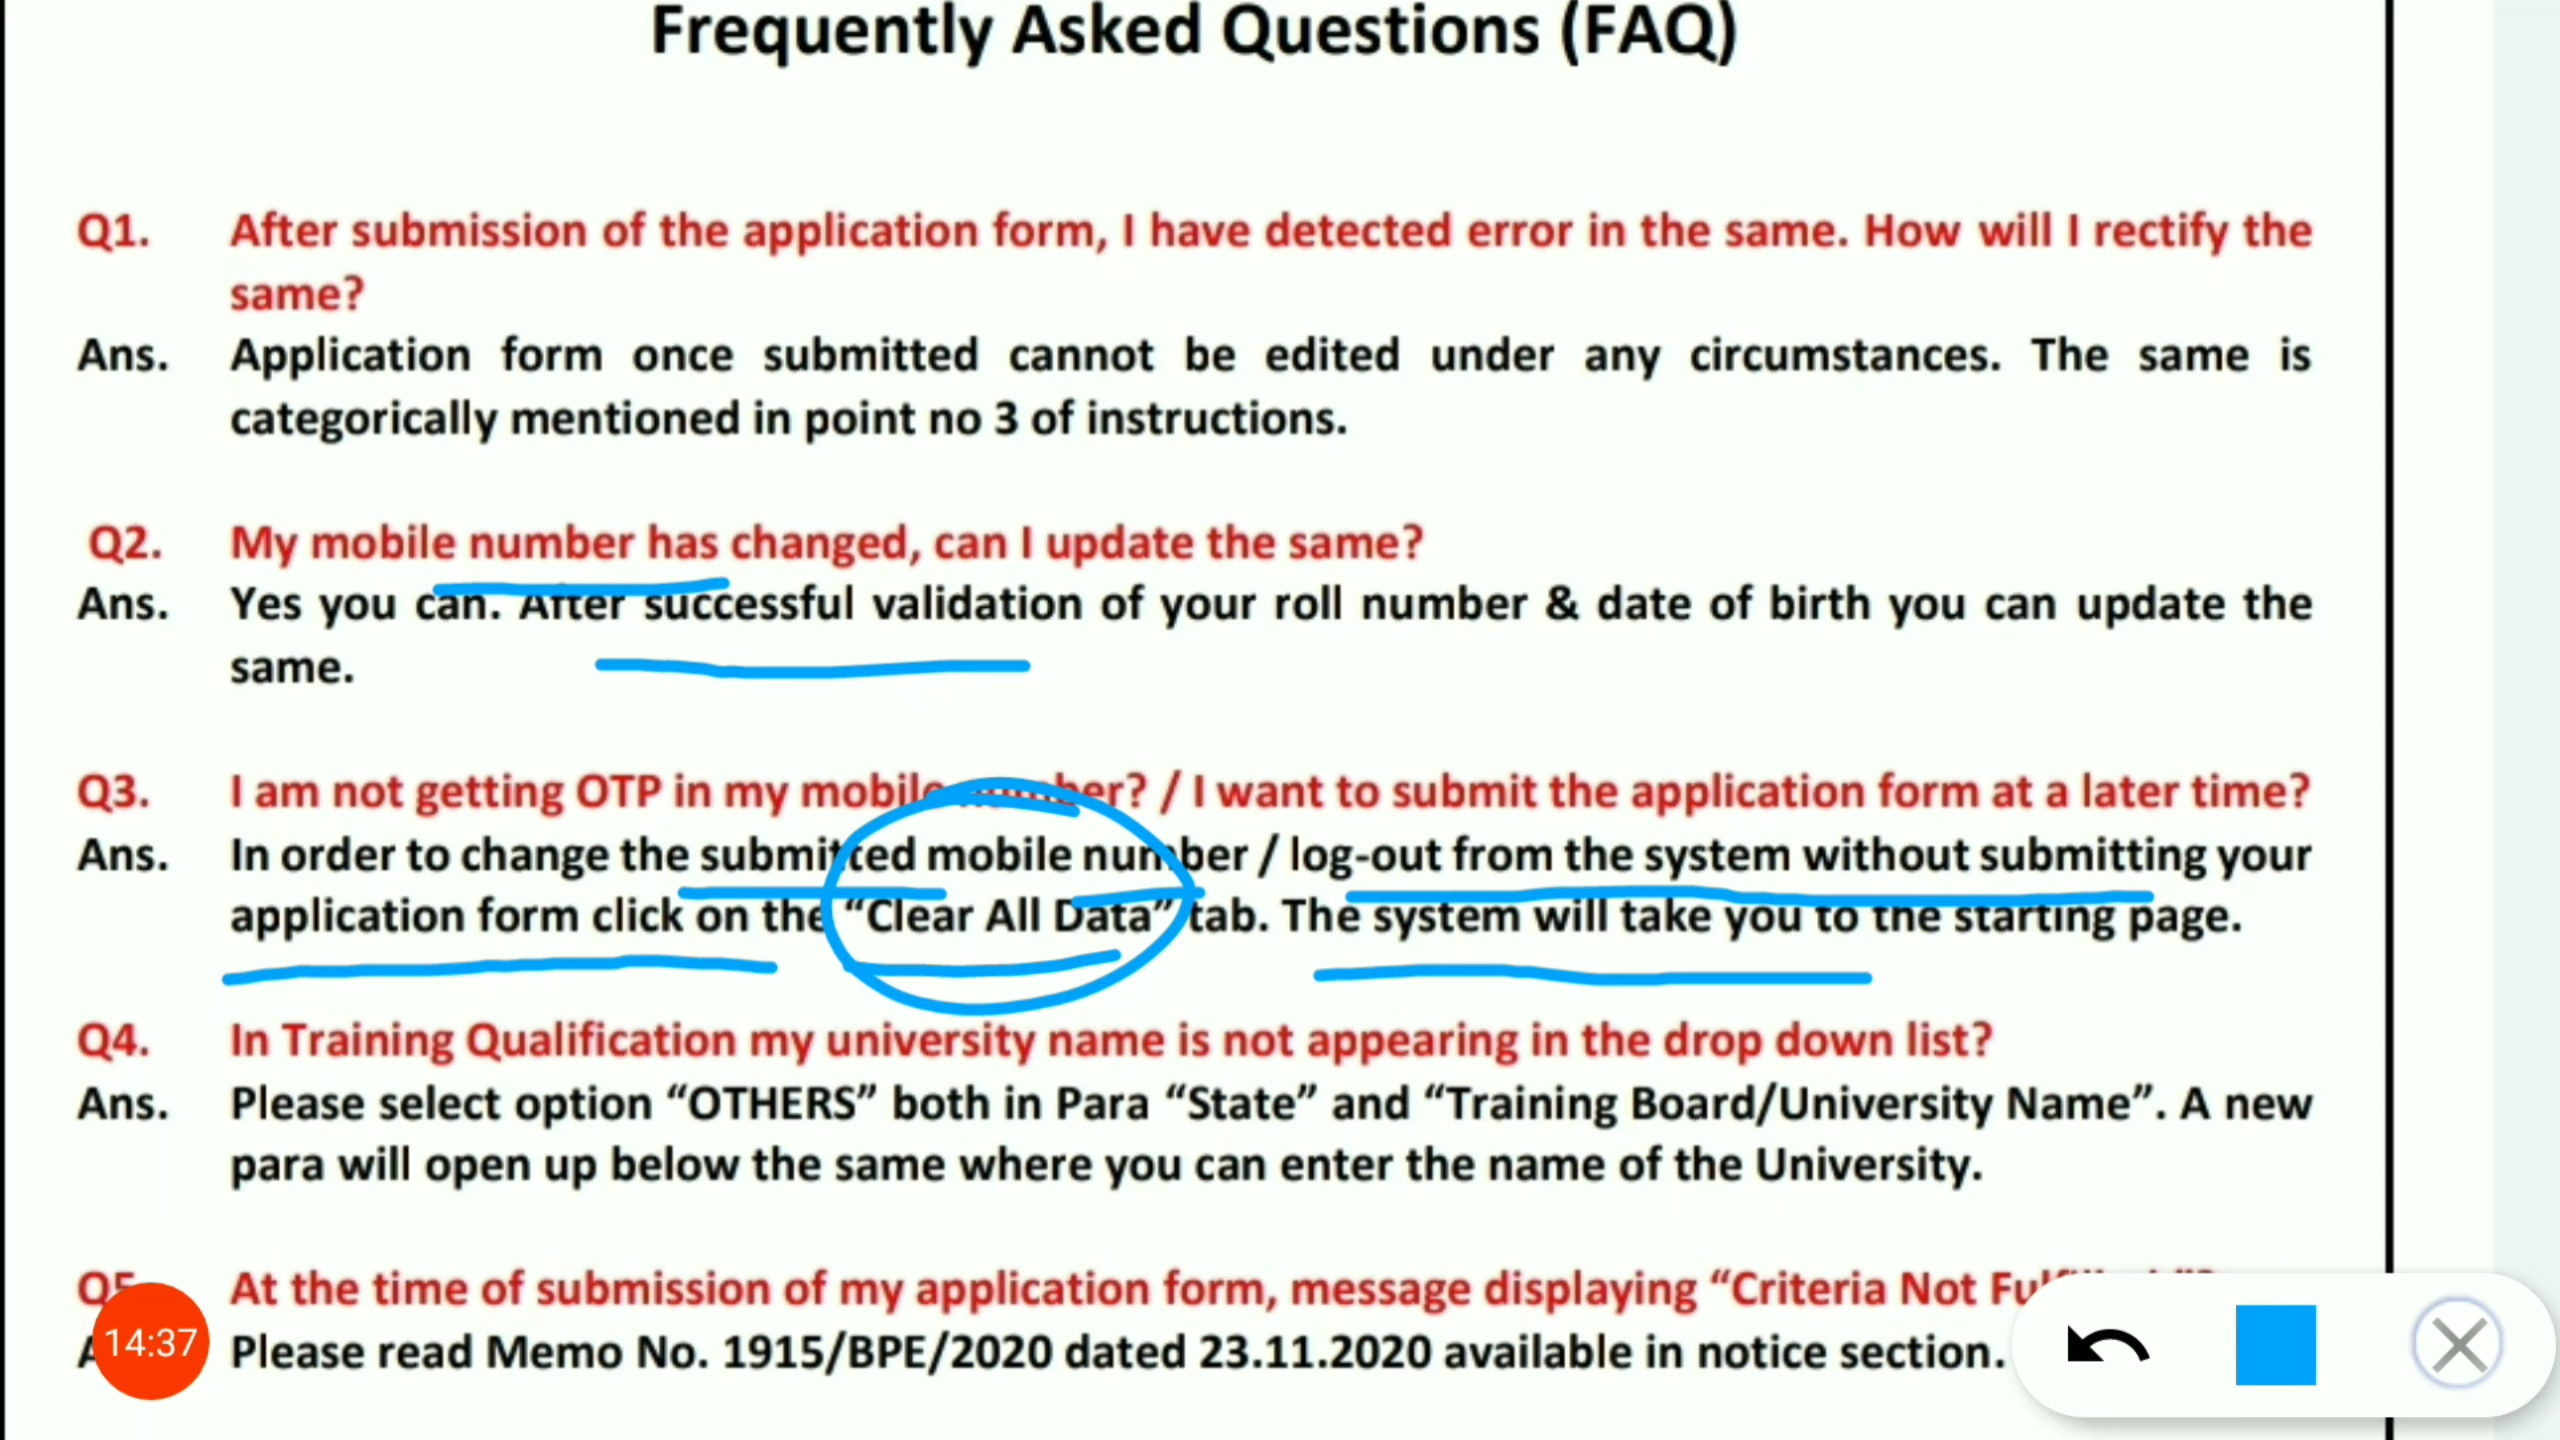 Frequently Asked Questions (FAQ)
Q1. After submission of the application form, I have detected error in the same. How will I rectify the
same?
Ans. Application form once submitted cannot be edited under any circumstances. The same is
categorically mentioned in point no 3 of instructions.
Q2. My mobile number has changed, can I update the same?
Ans. Yes you can. After successful validation of your roll number & date of birth you can update the
same.
Q3. I am not getting OTP in my mobile number? / I want to submit the application form at a later time?
Ans. In order to change the submitted mobile number / log-out from the system without submitting your
application form click on the “Clear All Data” tab. The system will take you to the starting page.
Q4. In Training Qualification my university name is not appearing in the drop down list?
Ans. Please select option “OTHERS” both in Para “State” and “Training Board/University Name”. A new
para will open up below the same where you can enter the name of the University.
Q5. At the time of submission of my application form, message displaying “Criteria Not
Please read Memo No. 1915/BPE/2020 dated 23.11.2020 available in notice section.
14:37